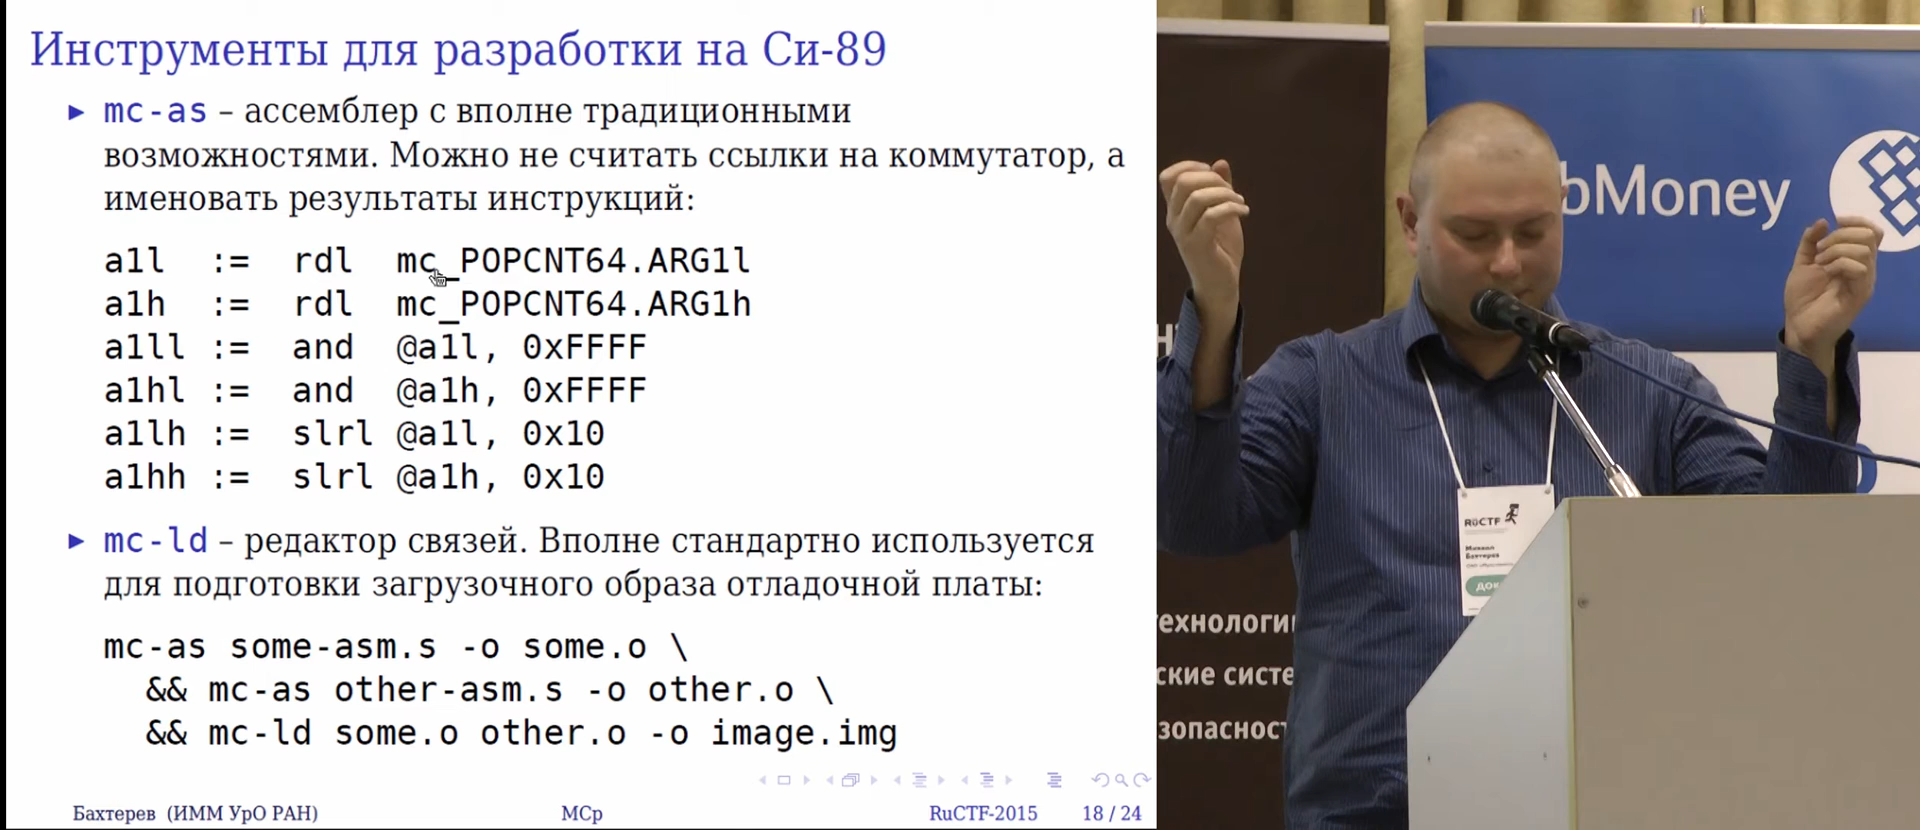 Инструменты для разработки на Си-89
▶ mc-as – ассемблер с вполне традиционными
возможностями. Можно не считать ссылки на коммутатор, а
именовать результаты инструкций:
a1l := rdl mc_POPCNT64.ARG1l
a1h := rdl mc_POPCNT64.ARG1h
a1ll := and @a1l, 0xFFFF
a1hl := and @a1h, 0xFFFF
a1lh := slrl @a1l, 0x10
a1hh := slrl @a1h, 0x10
▶ mc-ld – редактор связей. Вполне стандартно используется
для подготовки загрузочного образа отладочной платы:
mc-as some-asm.s -o some.o \
&& mc-as other-asm.s -o other.o \
&& mc-ld some.o other.o -o image.img
Бахтерев (ИММ УрО РАН) МСр RuCTF-2015 18 / 24
bMoney
RUCTF
Михаил
Бахтерев
ехнологи
ские систе
зопасност